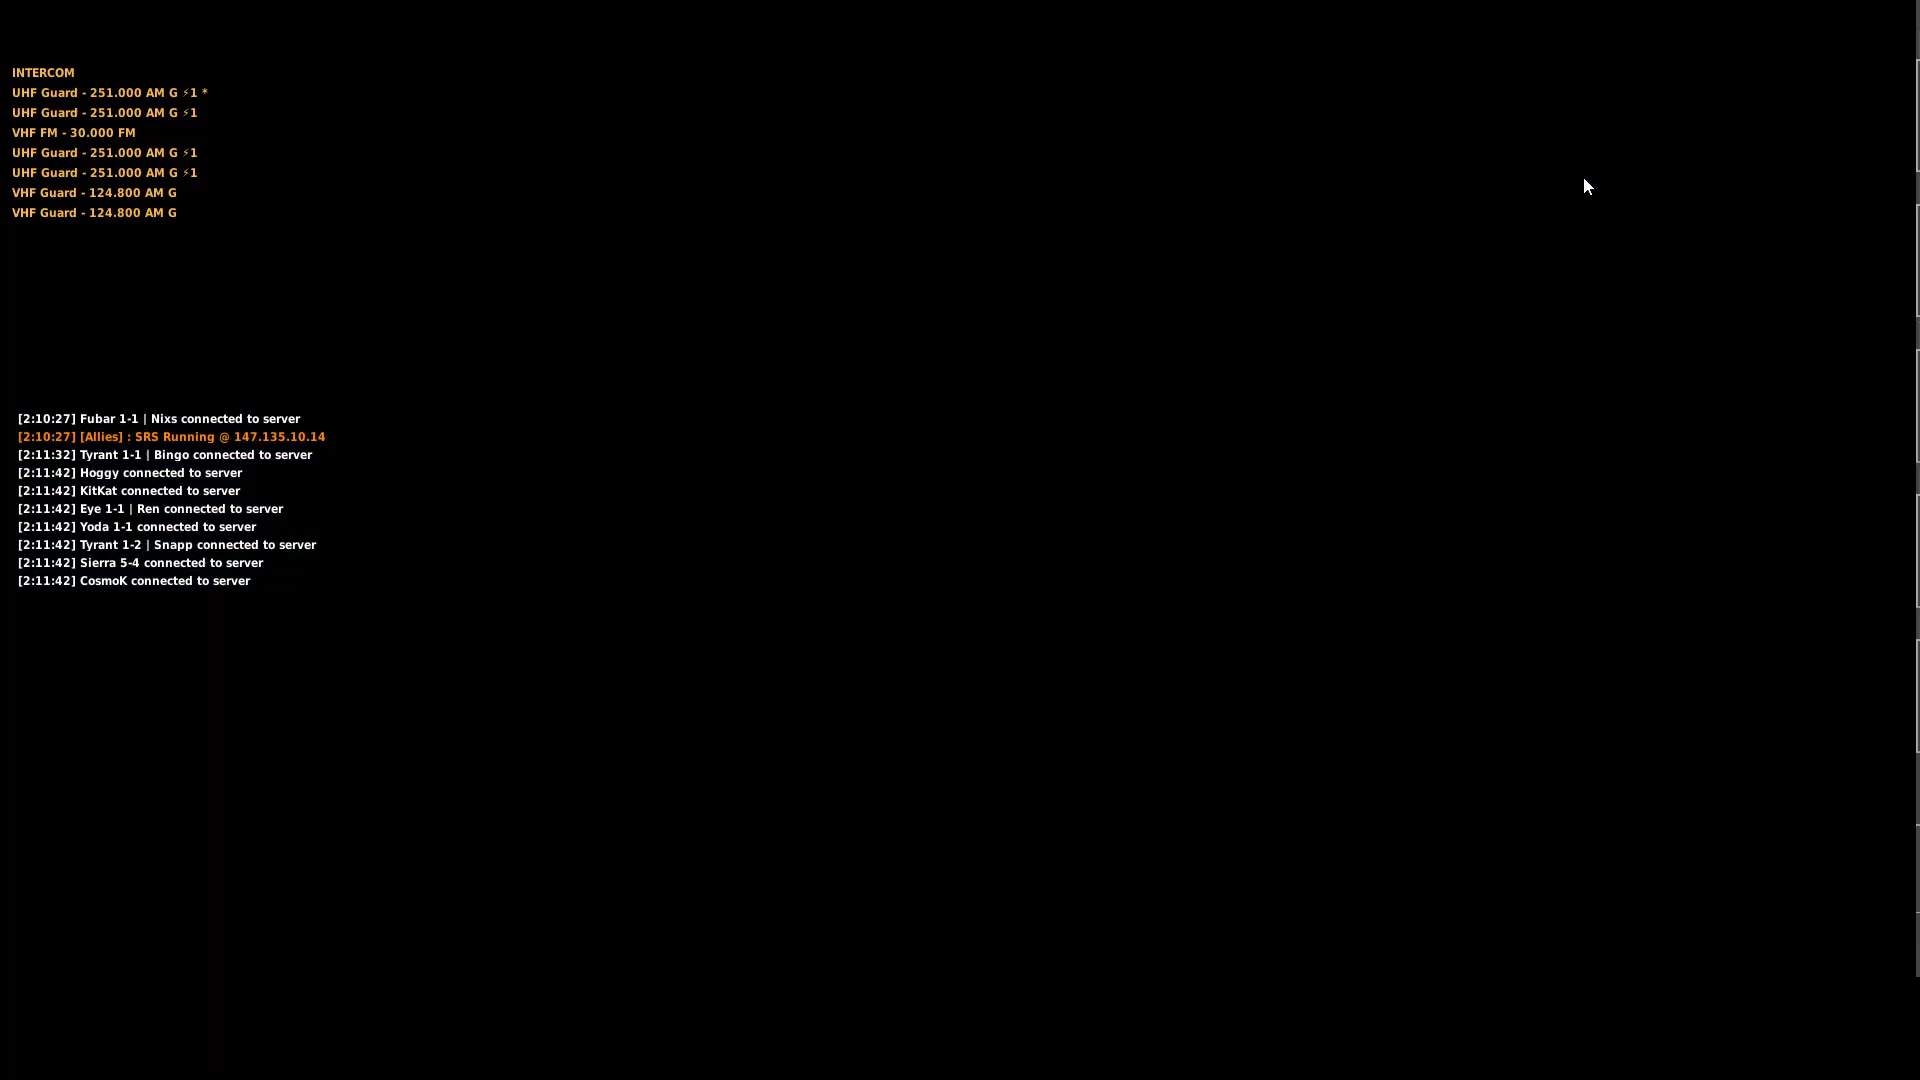 INTERCOM
UHF Guard - 251.000 AM G ⚡1 *
UHF Guard - 251.000 AM G ⚡1
VHF FM - 30.000 FM
UHF Guard - 251.000 AM G ⚡1
UHF Guard - 251.000 AM G ⚡1
VHF Guard - 124.800 AM G
VHF Guard - 124.800 AM G
[2:10:27] Fubar 1-1 | Nixs connected to server
[2:10:27] [Allies] : SRS Running @ 147.135.10.14
[2:11:32] Tyrant 1-1 | Bingo connected to server
[2:11:42] Hoggy connected to server
[2:11:42] KitKat connected to server
[2:11:42] Eye 1-1 | Ren connected to server
[2:11:42] Yoda 1-1 connected to server
[2:11:42] Tyrant 1-2 | Snapp connected to server
[2:11:42] Sierra 5-4 connected to server
[2:11:42] CosmoK connected to server